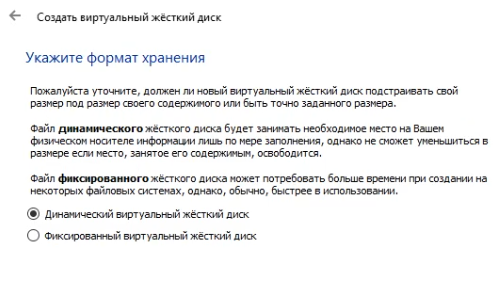 Создать виртуальный жёсткий диск
Укажите формат хранения
Пожалуйста уточните, должен ли новый виртуальный жёсткий диск подстраивать свой
размер под размер своего содержимого или быть точно заданного размера.
Файл динамического жёсткого диска будет занимать необходимое место на Вашем
физическом носителе информации лишь по мере заполнения, однако не сможет уменьшиться в
размере если место, занятое его содержимым, освободится.
Файл фиксированного жёсткого диска может потребовать больше времени при создании на
некоторых файловых системах, однако, обычно, быстрее в использовании.
Динамический виртуальный жёсткий диск
Фиксированный виртуальный жёсткий диск